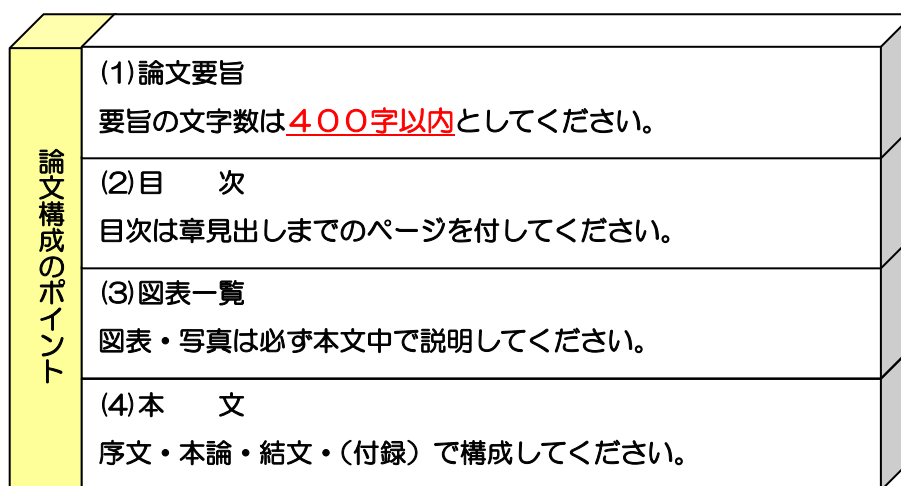 論文構成のポイント
(1)論文要旨
要旨の文字数は４００字以内としてください。
(2)目　　次
目次は章見出しまでのページを付してください。
(3)図表一覧
図表・写真は必ず本文中で説明してください。
(4)本　　文
序文・本論・結文・（付録）で構成してください。